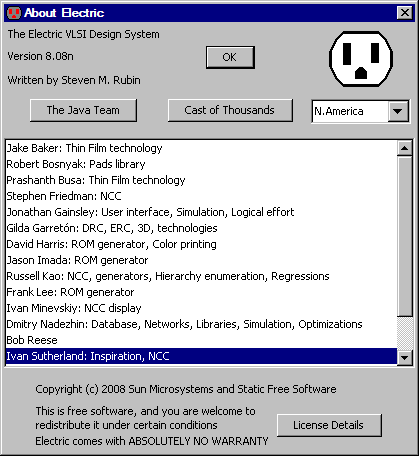 About Electric
The Electric VLSI Design System
Version 8.08n
OK
Written by Steven M. Rubin
The Java Team
Cast of Thousands
N.America
Jake Baker: Thin Film technology
Robert Bosnyak: Pads library
Prashanth Busa: Thin Film technology
Stephen Friedman: NCC
Jonathan Gainsley: User interface, Simulation, Logical effort
Gilda Garretón: DRC, ERC, 3D, technologies
David Harris: ROM generator, Color printing
Jason Imada: ROM generator
Russell Kao: NCC, generators, Hierarchy enumeration, Regressions
Frank Lee: ROM generator
Ivan Minevskiy: NCC display
Dmitry Nadezhin: Database, Networks, Libraries, Simulation, Optimizations
Bob Reese
Ivan Sutherland: Inspiration, NCC
Copyright (c) 2008 Sun Microsystems and Static Free Software
This is free software, and you are welcome to
redistribute it under certain conditions
License Details
Electric comes with ABSOLUTELY NO WARRANTY